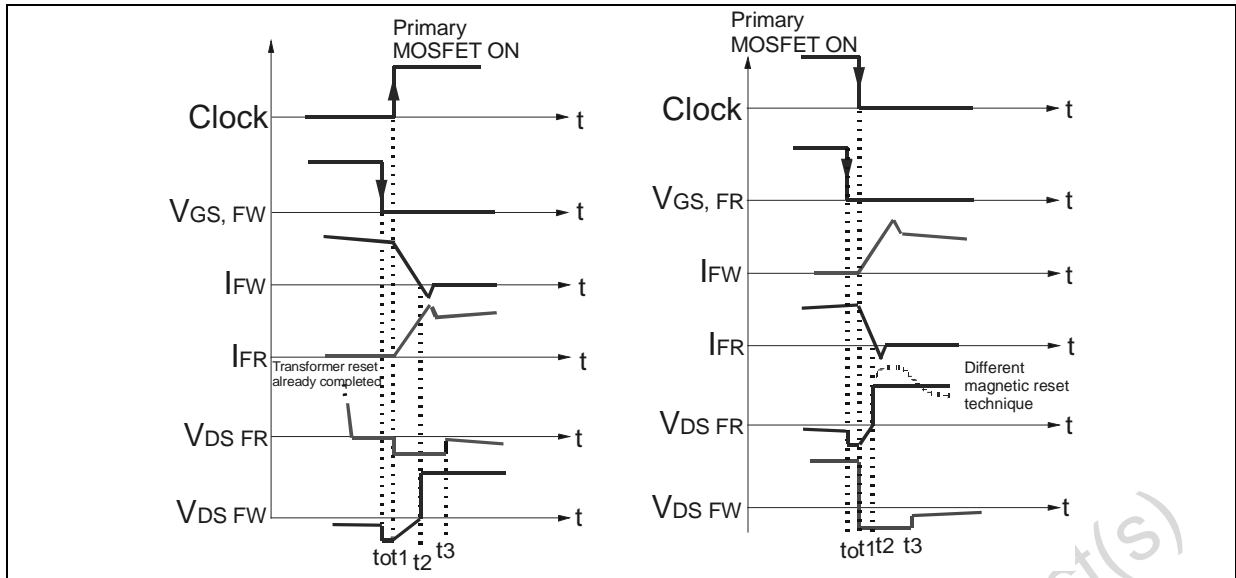 Primary
MOSFET ON
Clock
t
VGS, FW
t
IFW
t
IFR
t
Transformer reset
already completed
VDS FR
t
VDS FW
t
tot1 t2 t3
Primary
MOSFET ON
Clock
t
VGS, FR
t
IFW
t
IFR
t
Different
magnetic reset
technique
VDS FR
t
VDS FW
t
tot1 t2 t3
t(s)